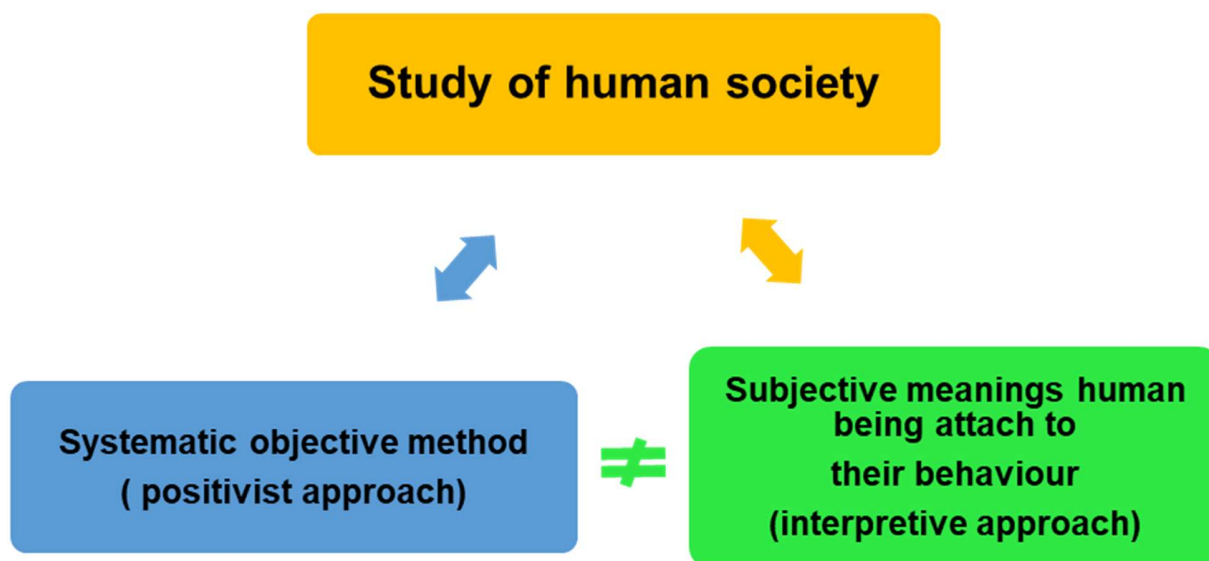 Study of human society
Systematic objective method
( positivist approach)
≠
Subjective meanings human
being attach to
their behaviour
(interpretive approach)